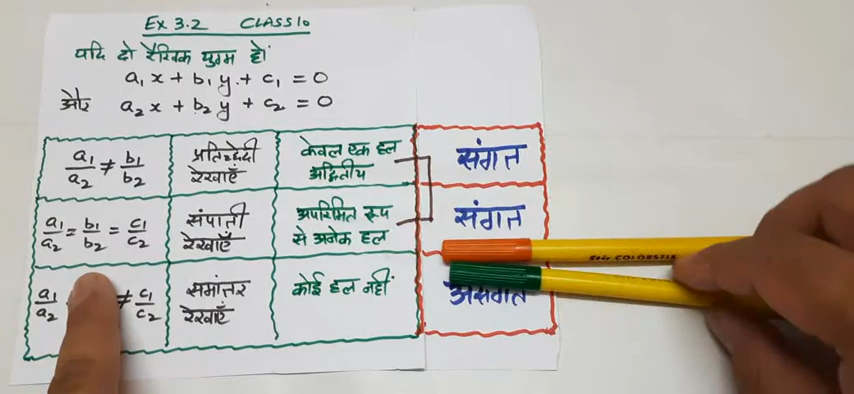 Ex 3.2 CLASS 10
यदि दो रैखिक युग्म हों
a₁x + b₁y + c₁ = 0
और a₂x + b₂y + c₂ = 0
a₁/a₂ ≠ b₁/b₂
प्रतिच्छेदी
रेखाएँ
केवल एक हल
अद्वितीय
संगत
a₁/a₂ = b₁/b₂ = c₁/c₂
संपाती
रेखाएँ
अपरिमित रूप
से अनेक हल
संगत
a₁/a₂ ≠ c₁/c₂
समांतर
रेखाएँ
कोई हल नहीं
असंगत